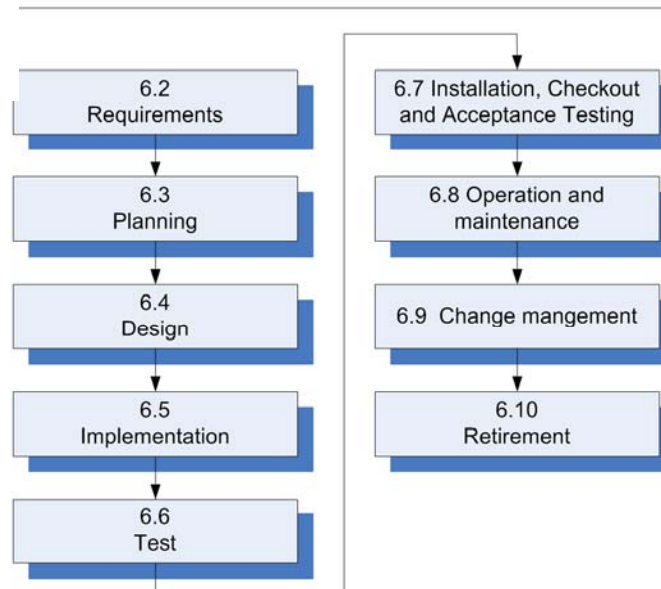 6.2
Requirements
6.3
Planning
6.4
Design
6.5
Implementation
6.6
Test
6.7 Installation, Checkout
and Acceptance Testing
6.8 Operation and
maintenance
6.9 Change mangement
6.10
Retirement